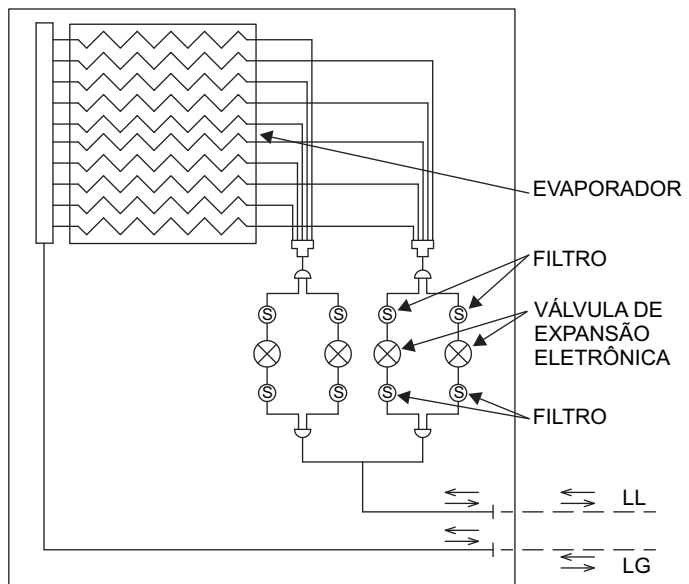 EVAPORADOR
FILTRO
S
S
S
S
VÁLVULA DE
EXPANSÃO
ELETRÔNICA
S
S
S
S
FILTRO
LL
LG